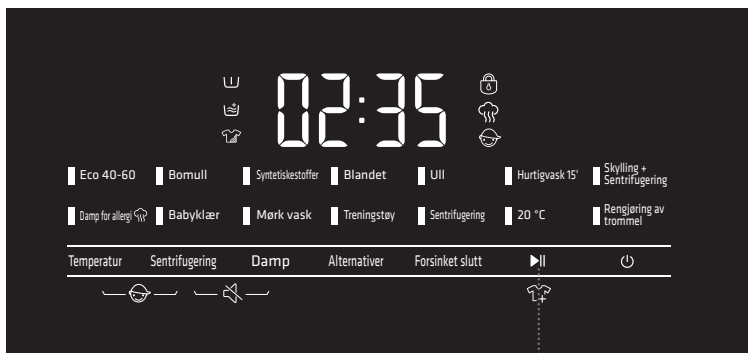 02:35
Eco 40-60 Bomull Syntetiskestoffer Blandet Ull Hurtigvask 15' Skylling +
Sentrifugering
Damp for allergi Babyklær Mørk vask Treningstøy Sentrifugering 20 °C Rengjøring av
trommel
Temperatur Sentrifugering Damp Alternativer Forsinket slutt